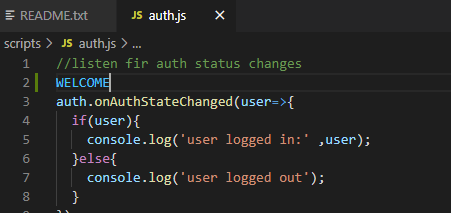 README.txt
JS auth.js ×
scripts > JS auth.js > ...
1 //listen fir auth status changes
2 WELCOME
3 auth.onAuthStateChanged(user=>{
4 if(user){
5 console.log('user logged in:' ,user);
6 }else{
7 console.log('user logged out');
8 }